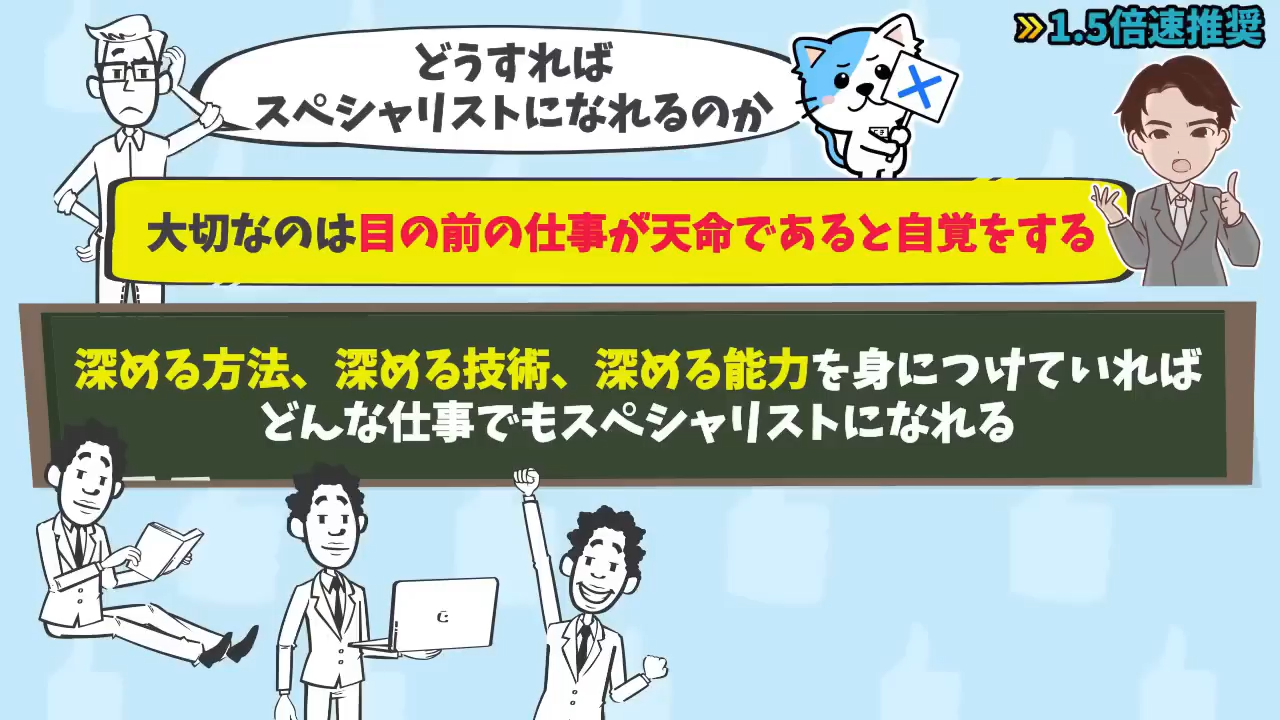 1.5倍速推奨
どうすれば
スペシャリストになれるのか
大切なのは目の前の仕事が天命であると自覚をする
深める方法、深める技術、深める能力を身につけていれば
どんな仕事でもスペシャリストになれる